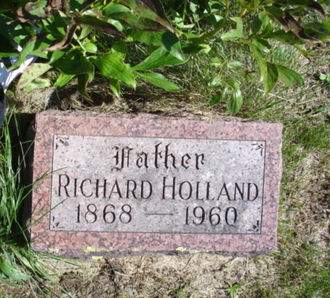 Father
RICHARD HOLLAND
1868 — 1960